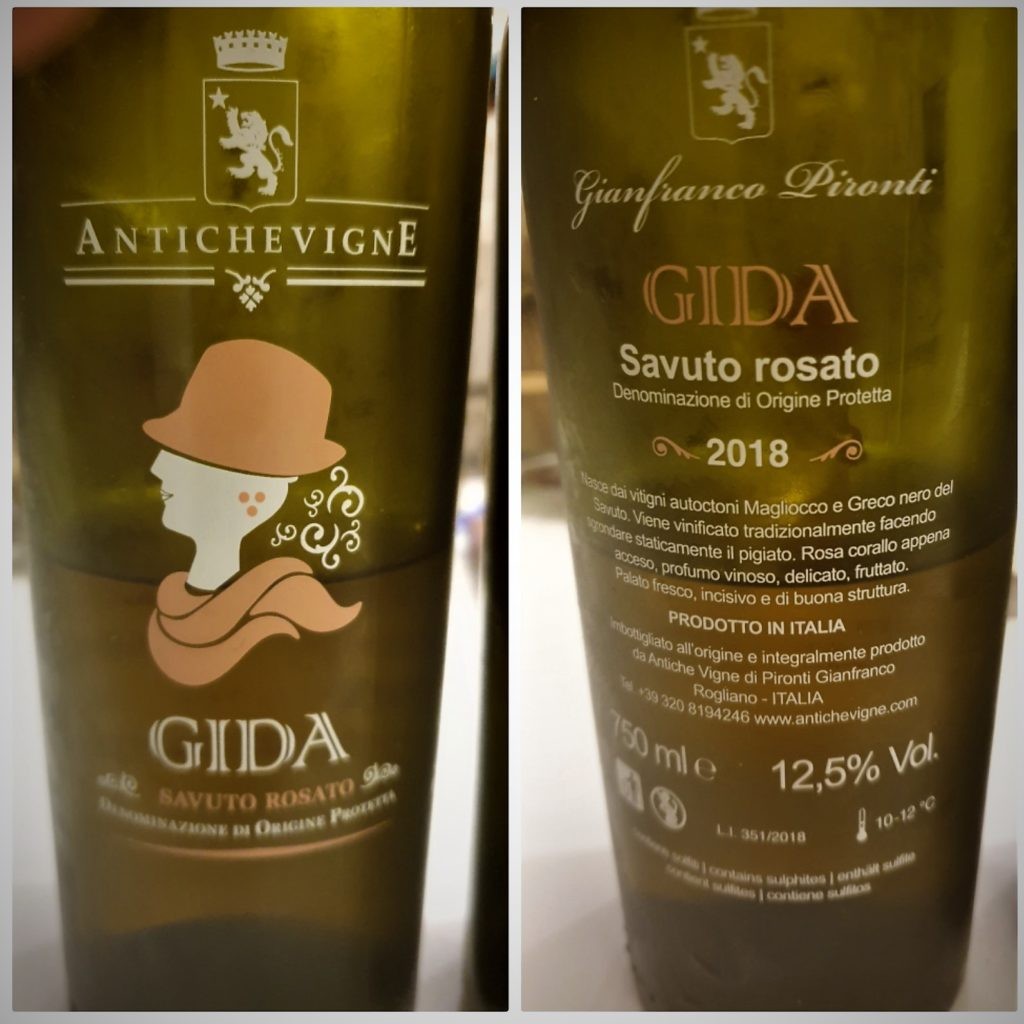 ANTICHEVIGNE
GIDA
SAVUTO ROSATO
DENOMINAZIONE DI ORIGINE PROTETTA
Gianfranco Pironti
GIDA
Savuto rosato
Denominazione di Origine Protetta
2018
Nasce dai vitigni autoctoni Magliocco e Greco nero del
Savuto. Viene vinificato tradizionalmente facendo
sgrondare staticamente il pigiato. Rosa corallo appena
acceso, profumo vinoso, delicato, fruttato.
Palato fresco, incisivo e di buona struttura.
PRODOTTO IN ITALIA
Imbottigliato all'origine e integralmente prodotto
da Antiche Vigne di Pironti Gianfranco
Rogliano - ITALIA
Tel. +39 320 8194246 www.antichevigne.com
750 ml e 12,5% Vol.
L.I. 351/2018 10-12 °C
contiene solfiti | contains sulphites | enthält sulfite
contient sulfites | contiene sulfitos